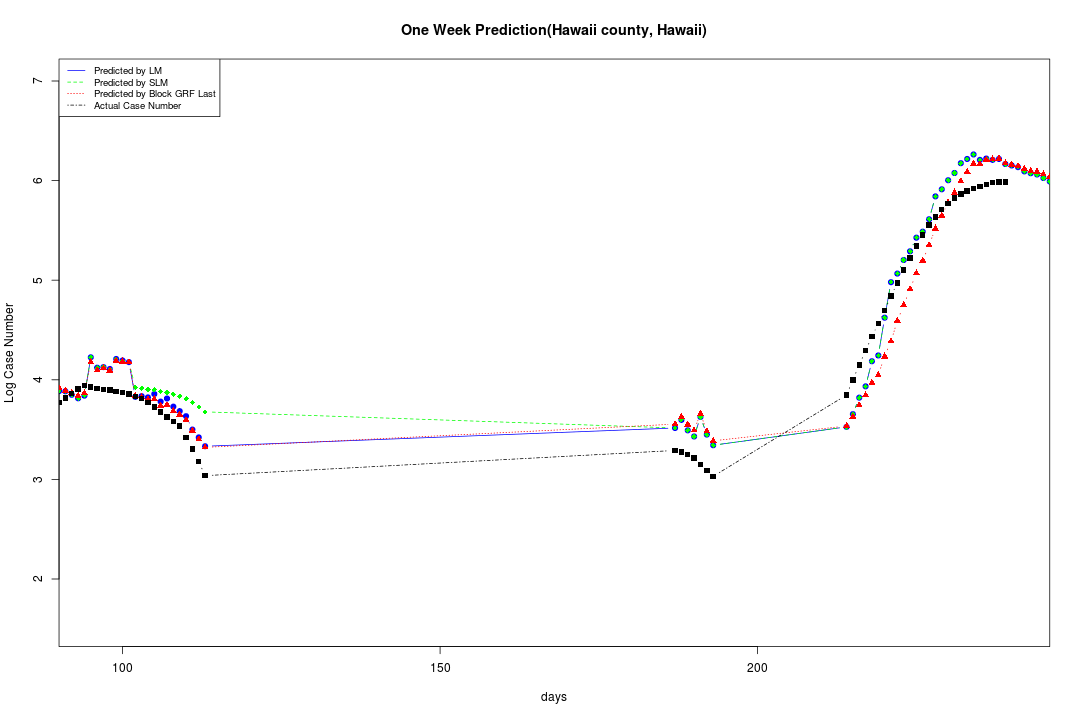 One Week Prediction(Hawaii county, Hawaii)
Predicted by LM
Predicted by SLM
Predicted by Block GRF Last
Actual Case Number
7
6
5
4
3
2
Log Case Number
100
150
200
days